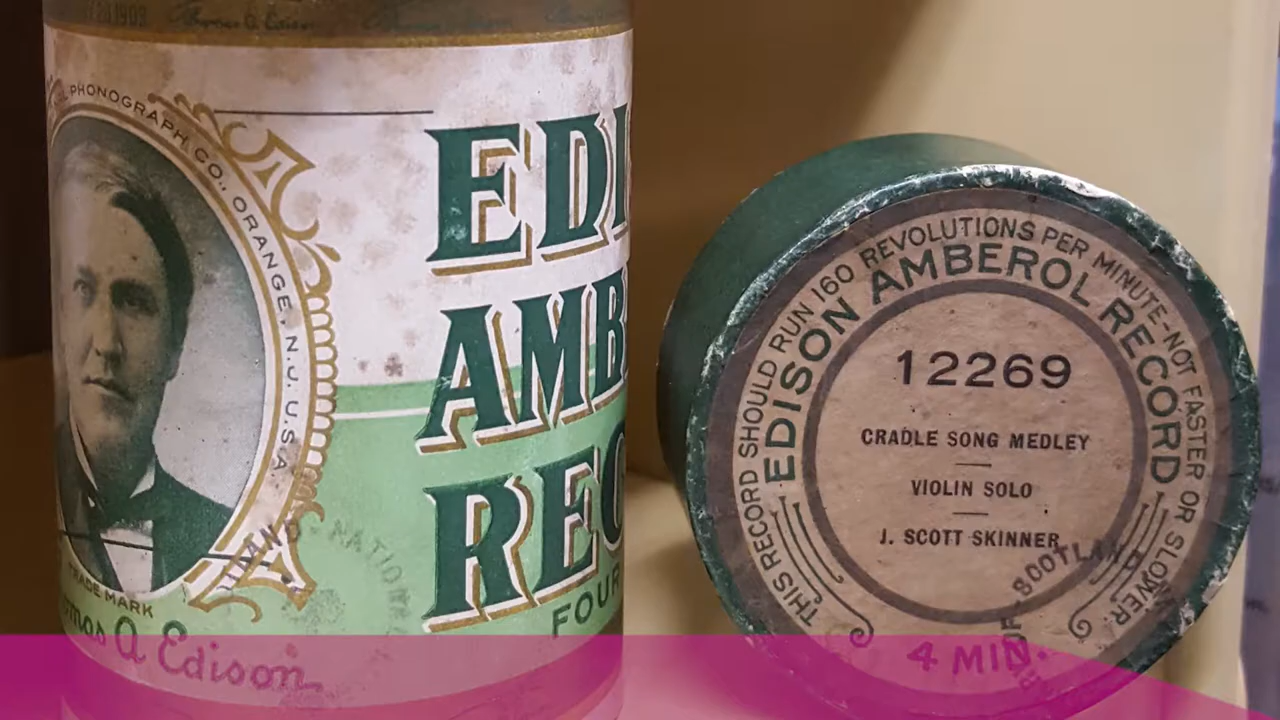 PHONOGRAPH CO., ORANGE, N.J. U.S.A.
EDI
AMB
REC
FOUR
TRADE MARK
Thomas A Edison
THIS RECORD SHOULD RUN 160 REVOLUTIONS PER MINUTE-NOT FASTER OR SLOWER
EDISON AMBEROL RECORD
12269
CRADLE SONG MEDLEY
VIOLIN SOLO
J. SCOTT SKINNER
SCOTLAND
4 MIN.